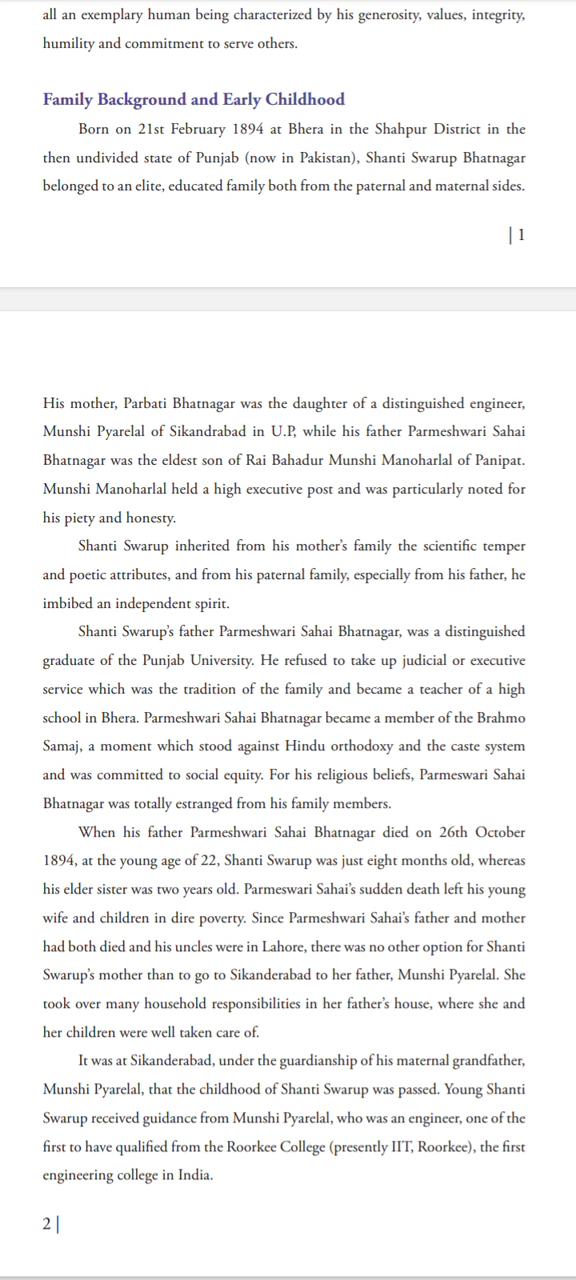 all an exemplary human being characterized by his generosity, values, integrity,
humility and commitment to serve others.
Family Background and Early Childhood
Born on 21st February 1894 at Bhera in the Shahpur District in the
then undivided state of Punjab (now in Pakistan), Shanti Swarup Bhatnagar
belonged to an elite, educated family both from the paternal and maternal sides.
| 1
His mother, Parbati Bhatnagar was the daughter of a distinguished engineer,
Munshi Pyarelal of Sikandrabad in U.P, while his father Parmeshwari Sahai
Bhatnagar was the eldest son of Rai Bahadur Munshi Manoharlal of Panipat.
Munshi Manoharlal held a high executive post and was particularly noted for
his piety and honesty.
Shanti Swarup inherited from his mother's family the scientific temper
and poetic attributes, and from his paternal family, especially from his father, he
imbibed an independent spirit.
Shanti Swarup's father Parmeshwari Sahai Bhatnagar, was a distinguished
graduate of the Punjab University. He refused to take up judicial or executive
service which was the tradition of the family and became a teacher of a high
school in Bhera. Parmeshwari Sahai Bhatnagar became a member of the Brahmo
Samaj, a moment which stood against Hindu orthodoxy and the caste system
and was committed to social equity. For his religious beliefs, Parmeswari Sahai
Bhatnagar was totally estranged from his family members.
When his father Parmeshwari Sahai Bhatnagar died on 26th October
1894, at the young age of 22, Shanti Swarup was just eight months old, whereas
his elder sister was two years old. Parmeswari Sahai's sudden death left his young
wife and children in dire poverty. Since Parmeshwari Sahai's father and mother
had both died and his uncles were in Lahore, there was no other option for Shanti
Swarup's mother than to go to Sikanderabad to her father, Munshi Pyarelal. She
took over many household responsibilities in her father's house, where she and
her children were well taken care of.
It was at Sikanderabad, under the guardianship of his maternal grandfather,
Munshi Pyarelal, that the childhood of Shanti Swarup was passed. Young Shanti
Swarup received guidance from Munshi Pyarelal, who was an engineer, one of the
first to have qualified from the Roorkee College (presently IIT, Roorkee), the first
engineering college in India.
2 |